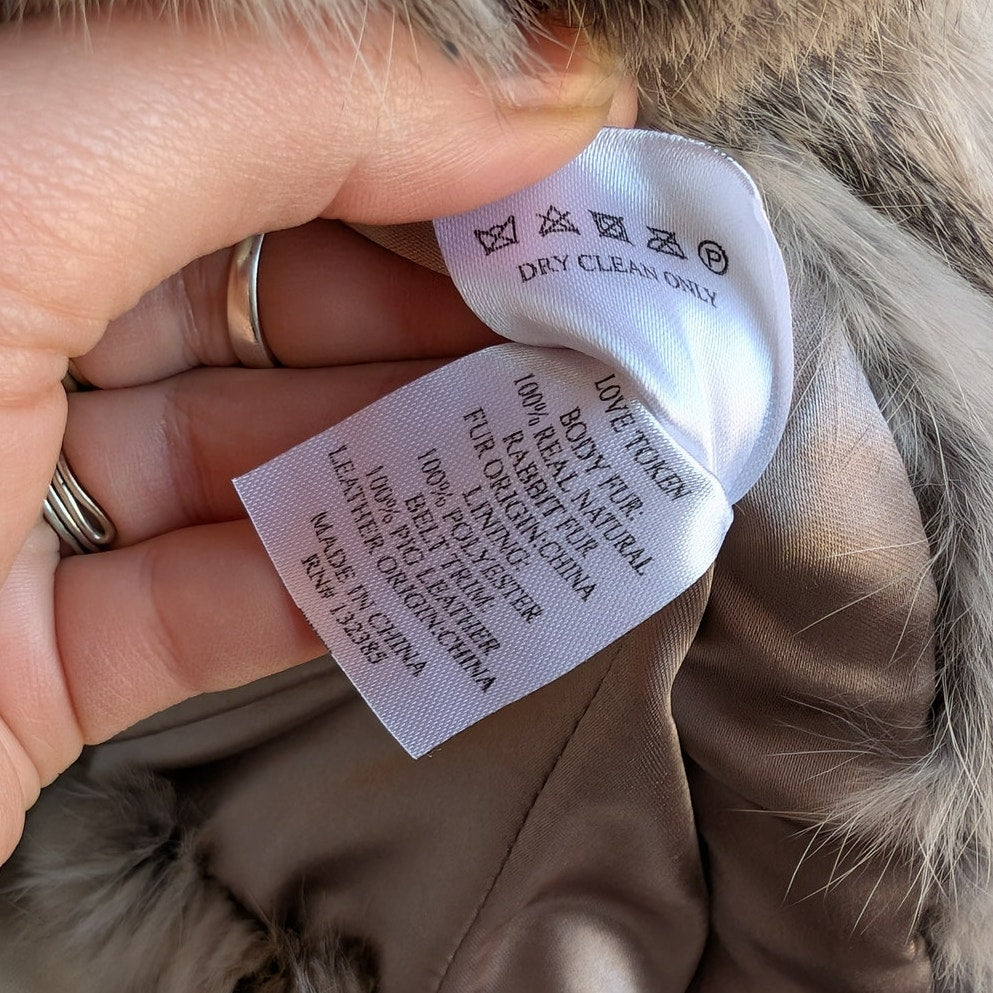 DRY CLEAN ONLY
LOVE TOKEN
BODY FUR.
100% REAL NATURAL
RABBIT FUR
FUR ORIGIN:CHINA
LINING
100% POLYESTER
BELT TRIM.
100% PIG LEATHER
LEATHER ORIGIN:CHINA
MADE IN CHINA
RN# 132385